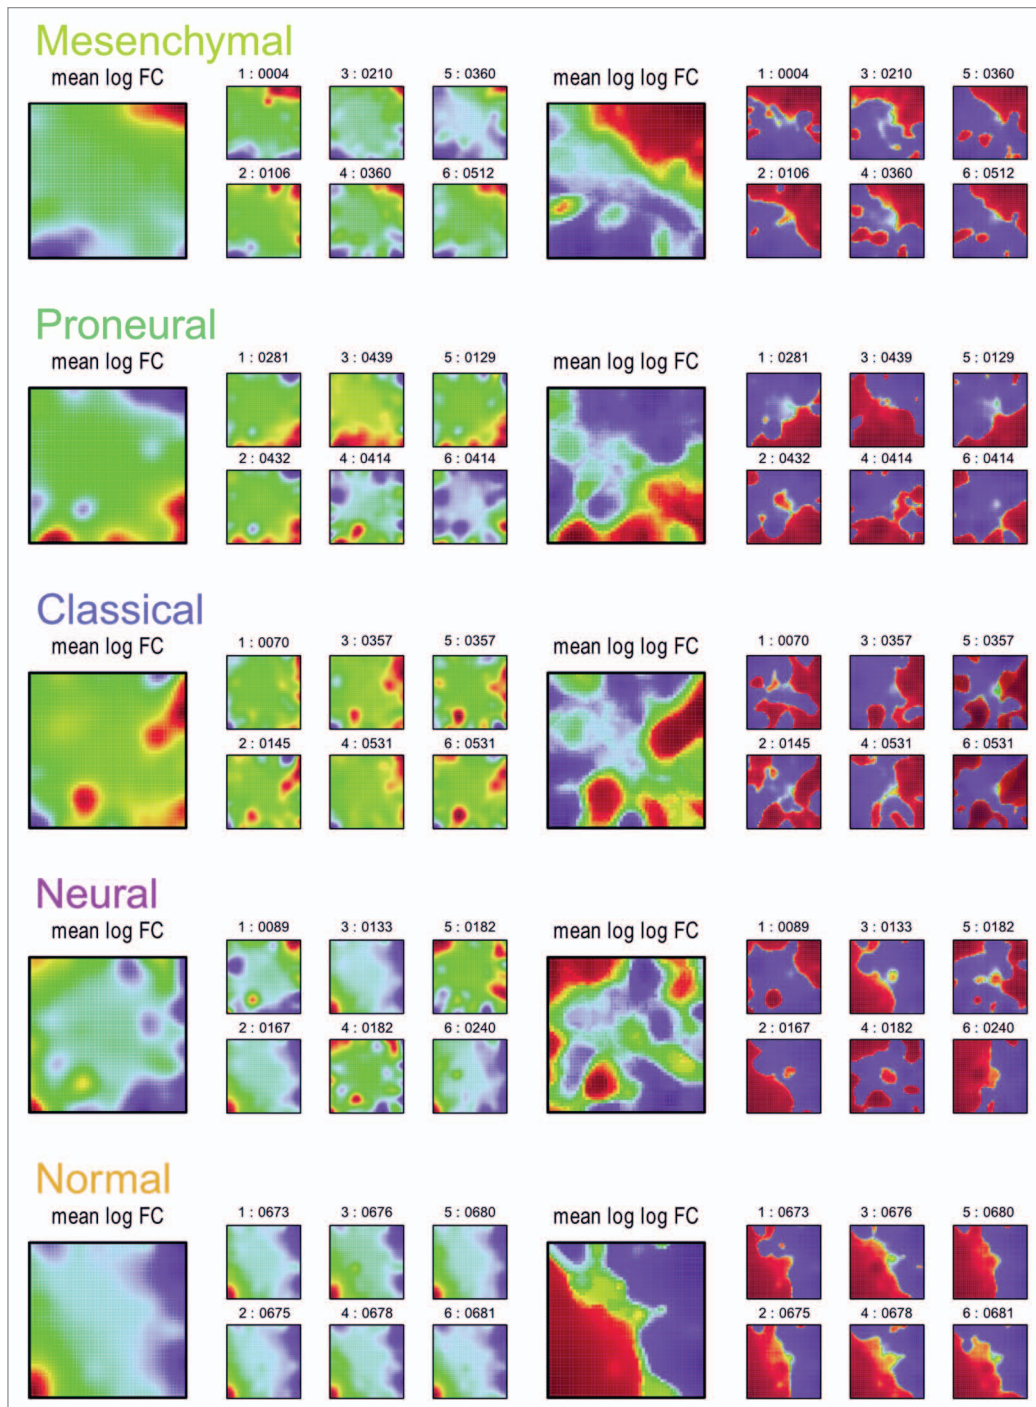 Mesenchymal
mean log FC 1 : 0004 3 : 0210 5 : 0360 mean log log FC 1 : 0004 3 : 0210 5 : 0360
2 : 0106 4 : 0360 6 : 0512 2 : 0106 4 : 0360 6 : 0512
Proneural
mean log FC 1 : 0281 3 : 0439 5 : 0129 mean log log FC 1 : 0281 3 : 0439 5 : 0129
2 : 0432 4 : 0414 6 : 0414 2 : 0432 4 : 0414 6 : 0414
Classical
mean log FC 1 : 0070 3 : 0357 5 : 0357 mean log log FC 1 : 0070 3 : 0357 5 : 0357
2 : 0145 4 : 0531 6 : 0531 2 : 0145 4 : 0531 6 : 0531
Neural
mean log FC 1 : 0089 3 : 0133 5 : 0182 mean log log FC 1 : 0089 3 : 0133 5 : 0182
2 : 0167 4 : 0182 6 : 0240 2 : 0167 4 : 0182 6 : 0240
Normal
mean log FC 1 : 0673 3 : 0676 5 : 0680 mean log log FC 1 : 0673 3 : 0676 5 : 0680
2 : 0675 4 : 0678 6 : 0681 2 : 0675 4 : 0678 6 : 0681